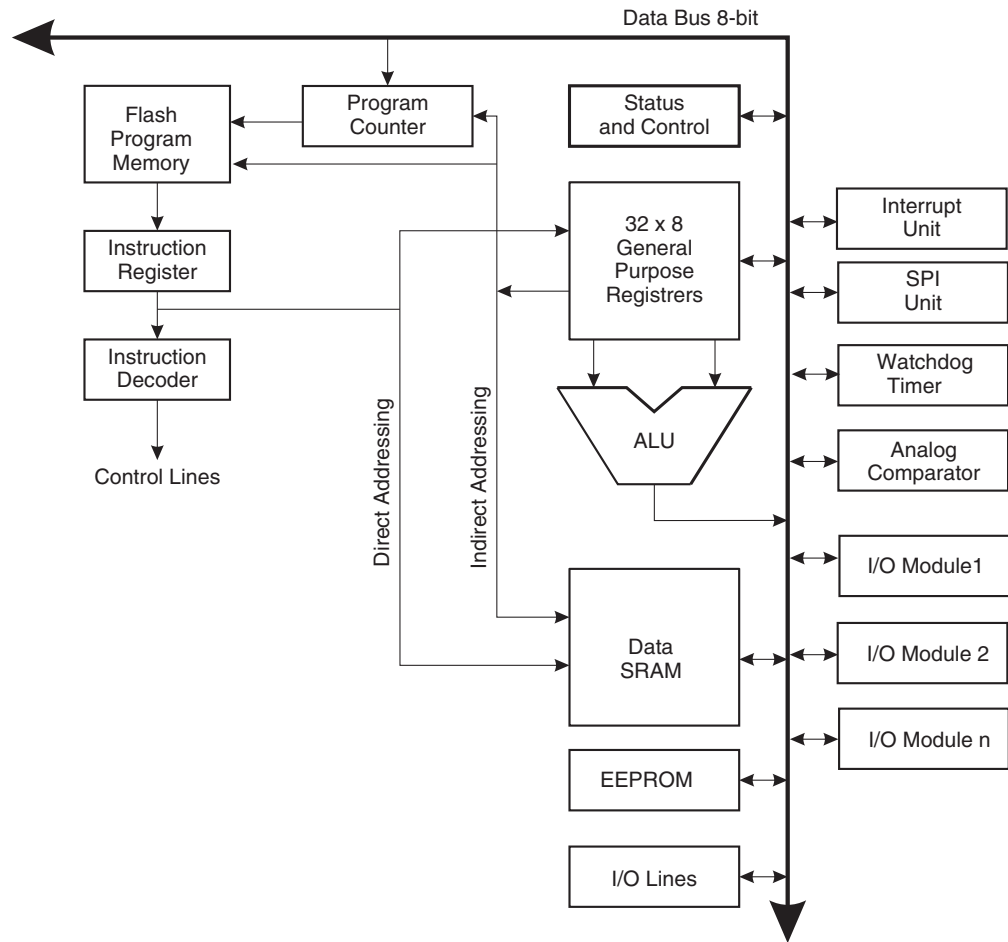 Data Bus 8-bit
Flash
Program
Memory
Program
Counter
Status
and Control
Instruction
Register
32 x 8
General
Purpose
Registrers
Interrupt
Unit
SPI
Unit
Instruction
Decoder
Watchdog
Timer
Control Lines
Direct Addressing
Indirect Addressing
ALU
Analog
Comparator
I/O Module1
Data
SRAM
I/O Module 2
I/O Module n
EEPROM
I/O Lines